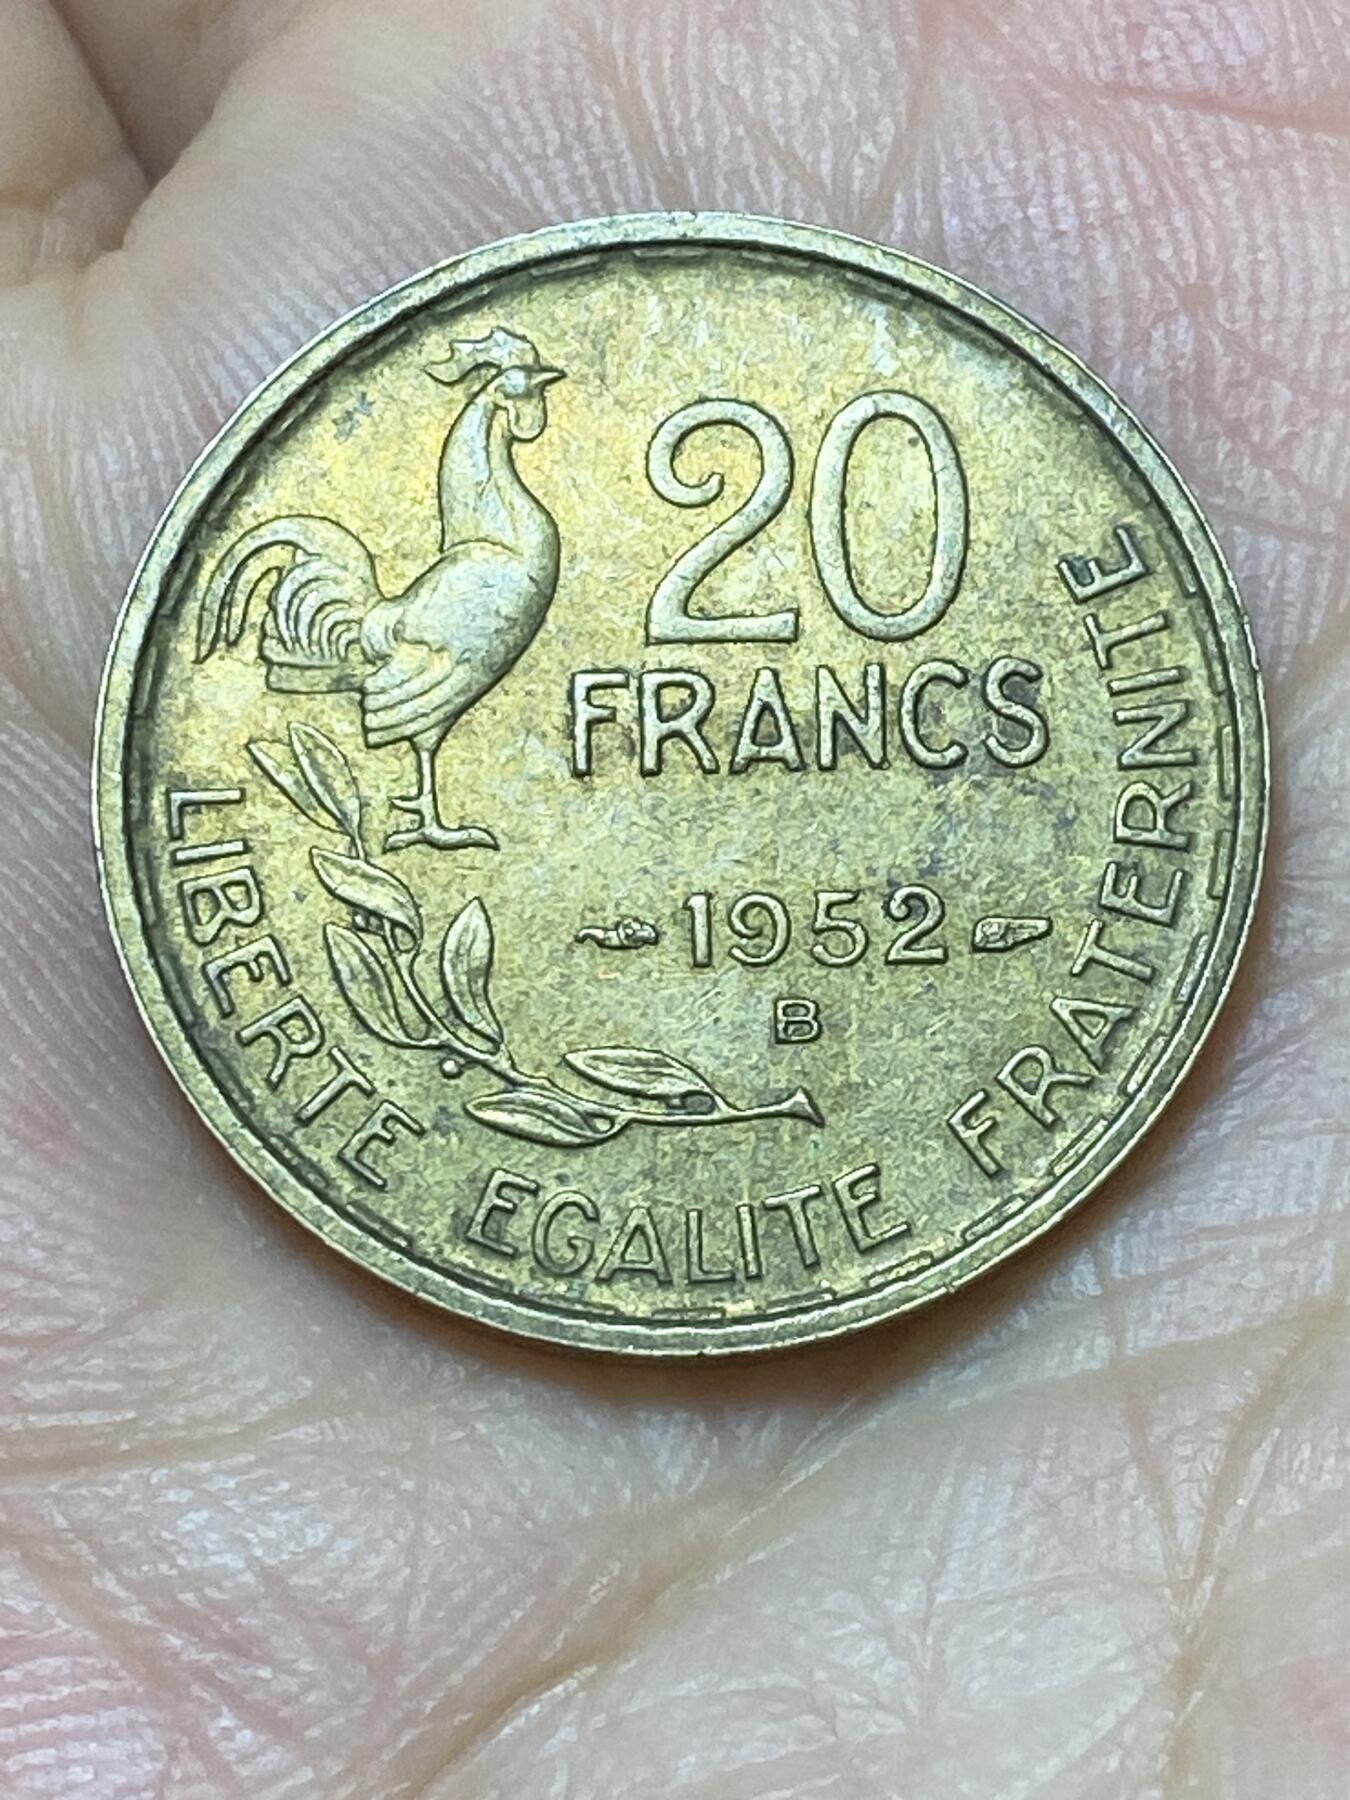 20
FRANCS
1952
B
LIBERTE EGALITE FRATERNITE